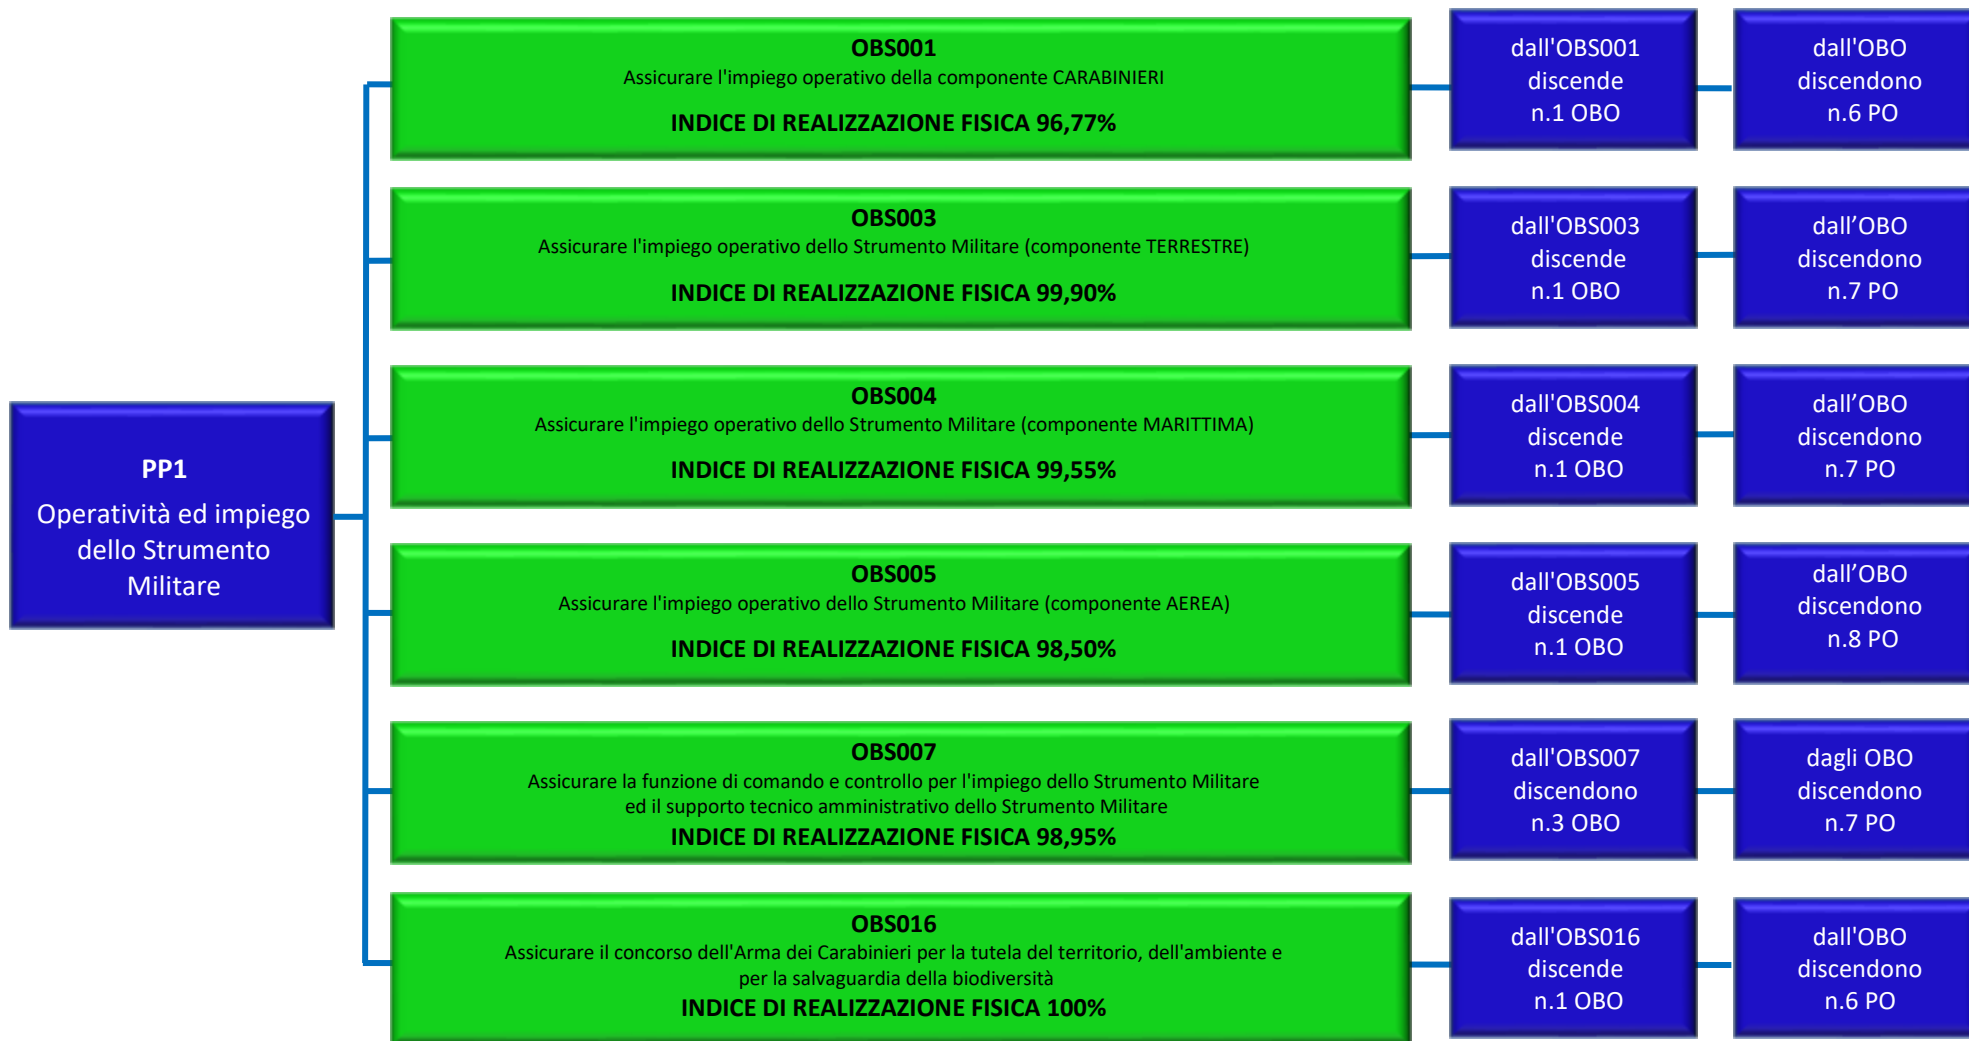 PP1
Operatività ed impiego
dello Strumento
Militare
OBS001
Assicurare l'impiego operativo della componente CARABINIERI
INDICE DI REALIZZAZIONE FISICA 96,77%
dall'OBS001
discende
n.1 OBO
dall'OBO
discendono
n.6 PO
OBS003
Assicurare l'impiego operativo dello Strumento Militare (componente TERRESTRE)
INDICE DI REALIZZAZIONE FISICA 99,90%
dall'OBS003
discende
n.1 OBO
dall’OBO
discendono
n.7 PO
OBS004
Assicurare l'impiego operativo dello Strumento Militare (componente MARITTIMA)
INDICE DI REALIZZAZIONE FISICA 99,55%
dall'OBS004
discende
n.1 OBO
dall’OBO
discendono
n.7 PO
OBS005
Assicurare l'impiego operativo dello Strumento Militare (componente AEREA)
INDICE DI REALIZZAZIONE FISICA 98,50%
dall'OBS005
discende
n.1 OBO
dall’OBO
discendono
n.8 PO
OBS007
Assicurare la funzione di comando e controllo per l'impiego dello Strumento Militare
ed il supporto tecnico amministrativo dello Strumento Militare
INDICE DI REALIZZAZIONE FISICA 98,95%
dall'OBS007
discendono
n.3 OBO
dagli OBO
discendono
n.7 PO
OBS016
Assicurare il concorso dell'Arma dei Carabinieri per la tutela del territorio, dell'ambiente e
per la salvaguardia della biodiversità
INDICE DI REALIZZAZIONE FISICA 100%
dall'OBS016
discende
n.1 OBO
dall'OBO
discendono
n.6 PO